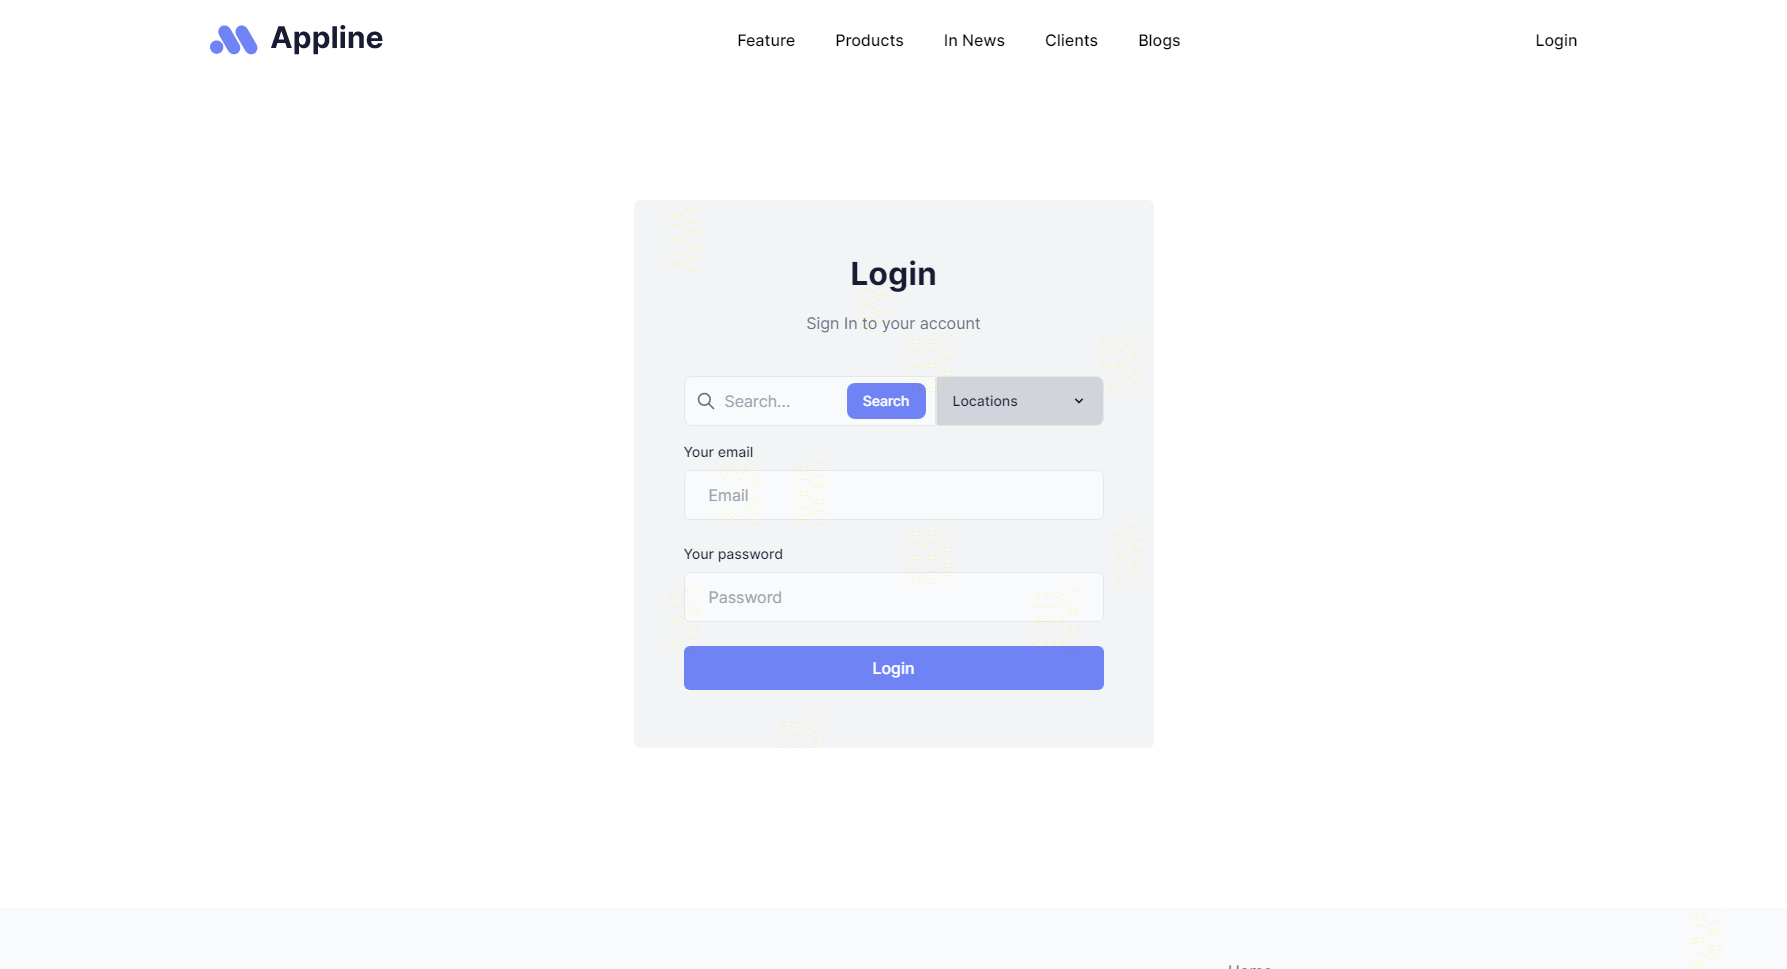 Appline
Feature Products In News Clients Blogs Login
Login
Sign In to your account
Search... Search Locations
Your email
Email
Your password
Password
Login
Home